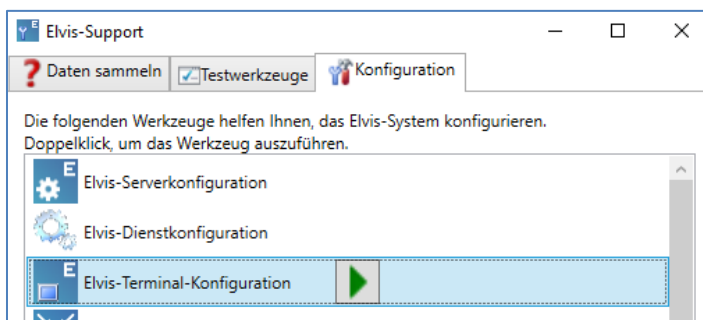 Elvis-Support
Daten sammeln Testwerkzeuge Konfiguration
Die folgenden Werkzeuge helfen Ihnen, das Elvis-System konfigurieren.
Doppelklick, um das Werkzeug auszuführen.
Elvis-Serverkonfiguration
Elvis-Dienstkonfiguration
Elvis-Terminal-Konfiguration